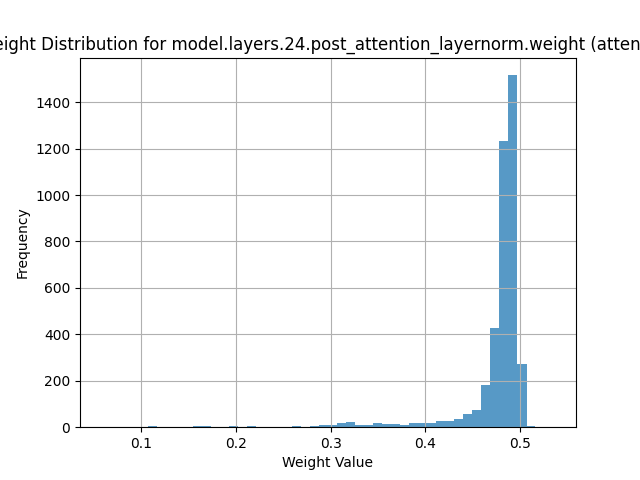 eight Distribution for model.layers.24.post_attention_layernorm.weight (atten
1400
1200
1000
800
600
400
200
0
Frequency
0.1 0.2 0.3 0.4 0.5
Weight Value